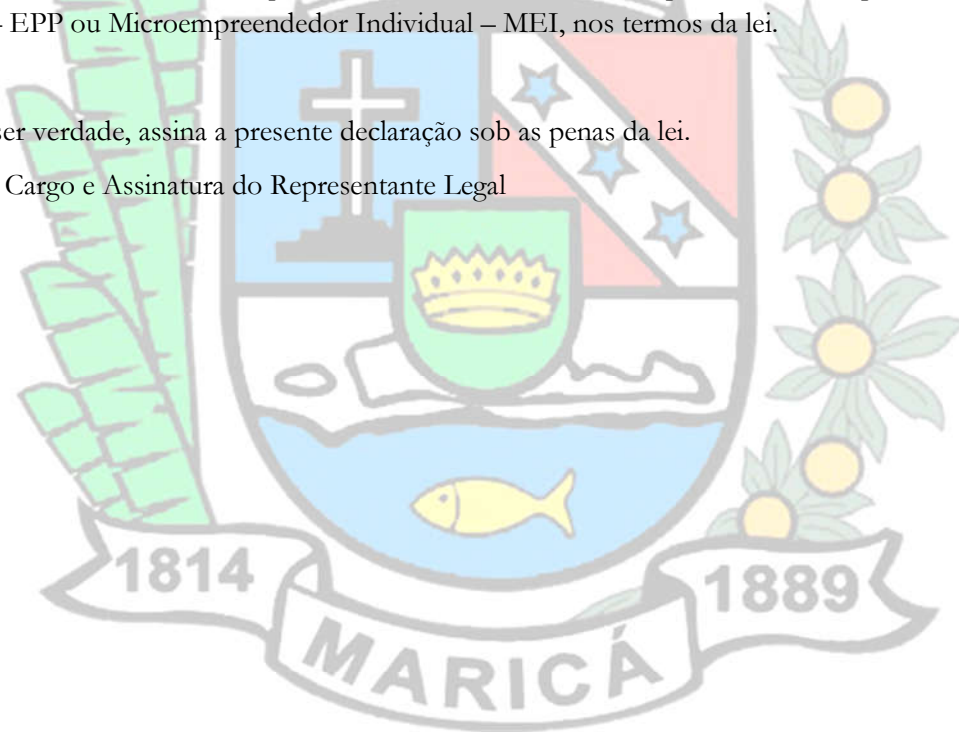 – EPP ou Microempreendedor Individual – MEI, nos termos da lei.
ser verdade, assina a presente declaração sob as penas da lei.
Cargo e Assinatura do Representante Legal
1814
1889
MARICÁ